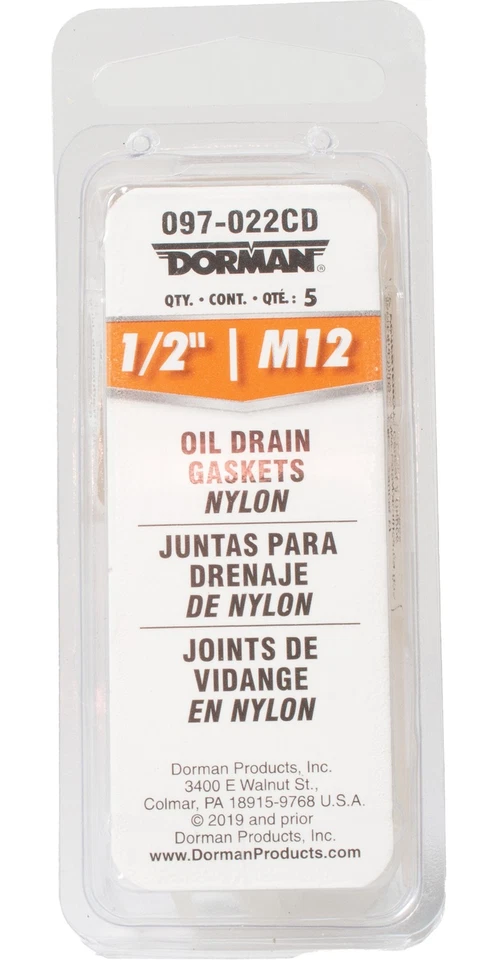 097-022CD
DORMAN®
QTY. • CONT. • QTÉ.: 5
1/2" | M12
OIL DRAIN
GASKETS
NYLON
JUNTAS PARA
DRENAJE
DE NYLON
JOINTS DE
VIDANGE
EN NYLON
Dorman Products, Inc.
3400 E Walnut St.,
Colmar, PA 18915-9768 U.S.A.
© 2019 and prior
Dorman Products, Inc.
www.DormanProducts.com